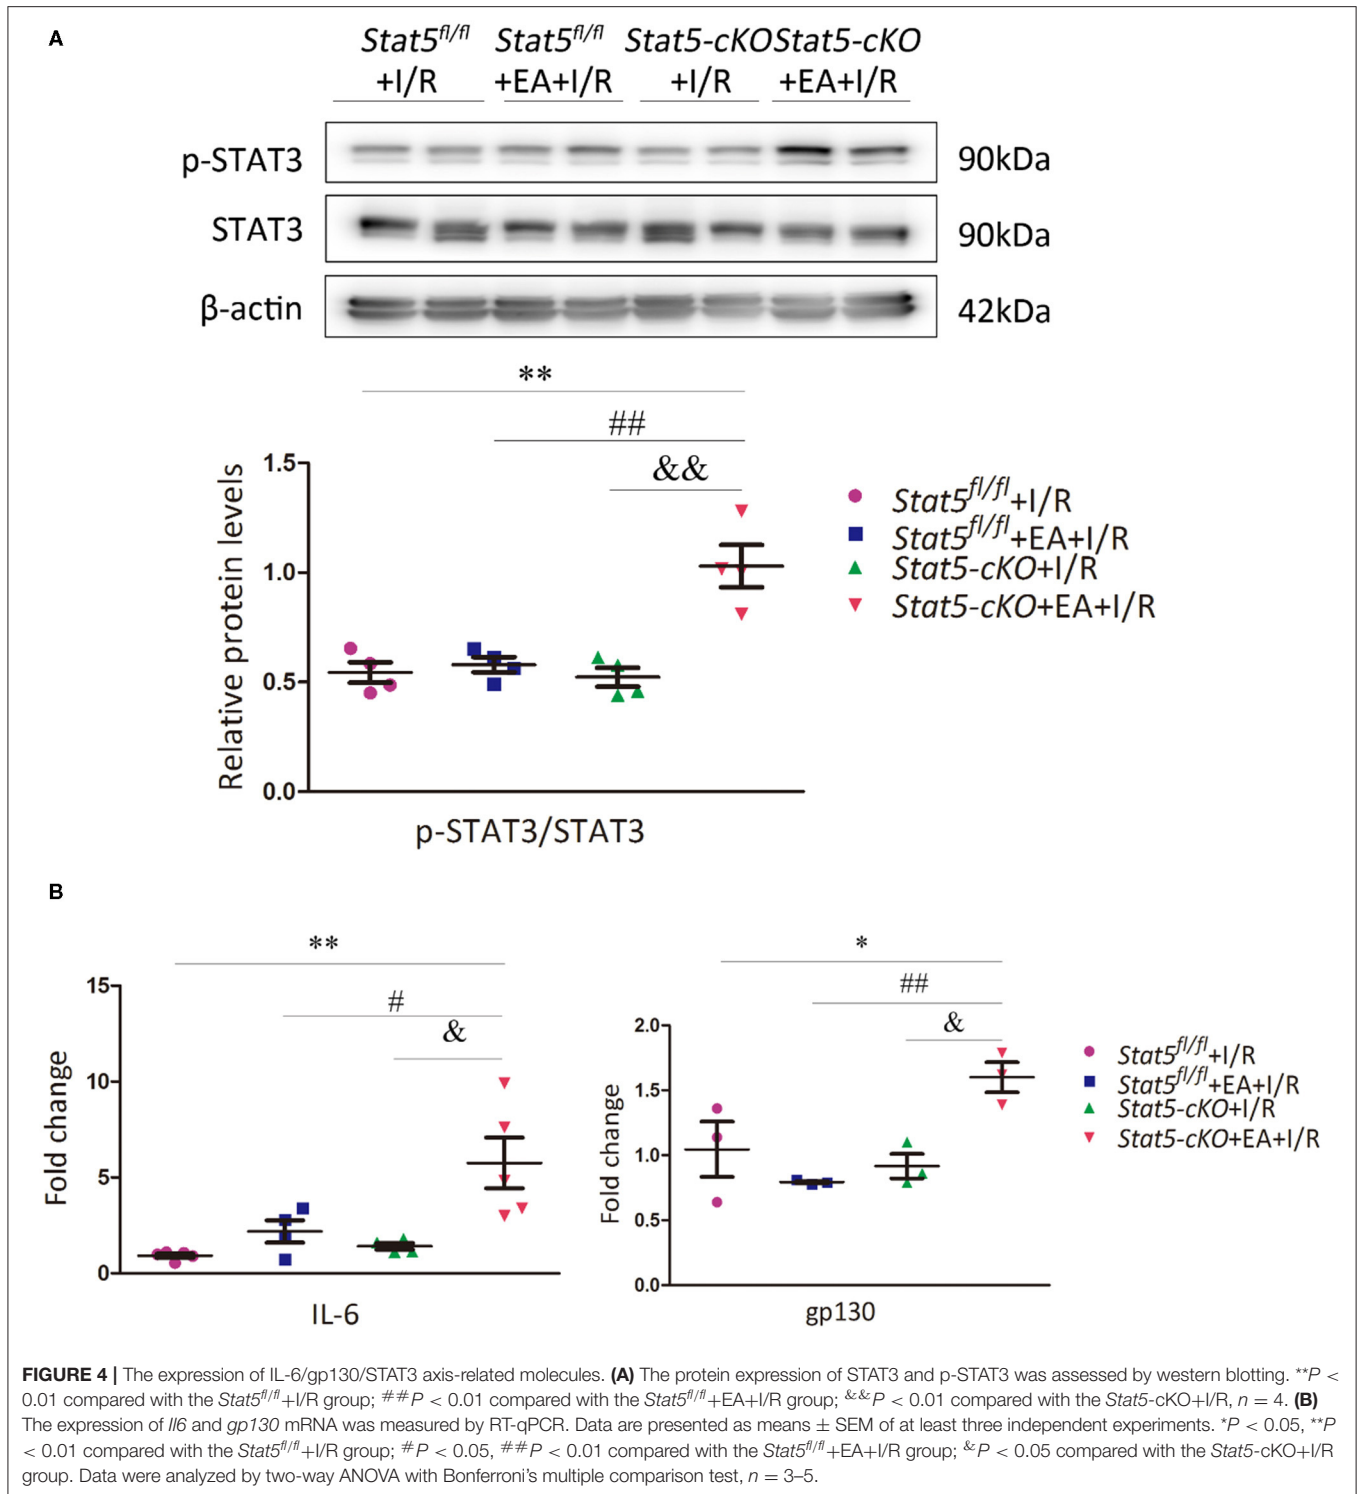 A
Stat5fl/fl Stat5fl/fl Stat5-cKO Stat5-cKO
+I/R +EA+I/R +I/R +EA+I/R
p-STAT3 90kDa
STAT3 90kDa
β-actin 42kDa
**
##
&&
Relative protein levels
1.5
1.0
0.5
0.0
p-STAT3/STAT3
Stat5fl/fl+I/R
Stat5fl/fl+EA+I/R
Stat5-cKO+I/R
Stat5-cKO+EA+I/R
B
**
#
&
Fold change
15
10
5
0
IL-6
*
##
&
Fold change
2.0
1.5
1.0
0.5
0.0
gp130
Stat5fl/fl+I/R
Stat5fl/fl+EA+I/R
Stat5-cKO+I/R
Stat5-cKO+EA+I/R
FIGURE 4 | The expression of IL-6/gp130/STAT3 axis-related molecules. (A) The protein expression of STAT3 and p-STAT3 was assessed by western blotting. **P <
0.01 compared with the Stat5fl/fl+I/R group; ##P < 0.01 compared with the Stat5fl/fl+EA+I/R group; &&P < 0.01 compared with the Stat5-cKO+I/R, n = 4. (B)
The expression of Il6 and gp130 mRNA was measured by RT-qPCR. Data are presented as means ± SEM of at least three independent experiments. *P < 0.05, **P
< 0.01 compared with the Stat5fl/fl+I/R group; #P < 0.05, ##P < 0.01 compared with the Stat5fl/fl+EA+I/R group; &P < 0.05 compared with the Stat5-cKO+I/R
group. Data were analyzed by two-way ANOVA with Bonferroni's multiple comparison test, n = 3–5.